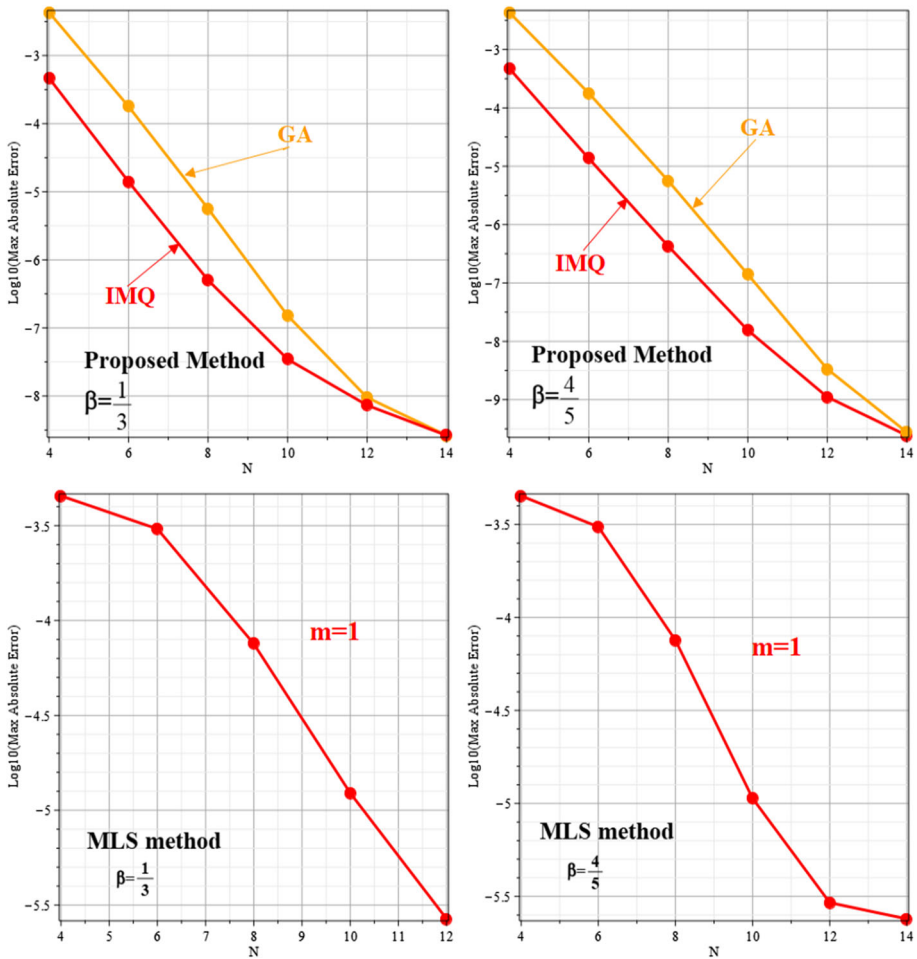 Log10(Max Absolute Error)
−3
−4
−5
−6
−7
−8
GA
IMQ
Proposed Method
β=1/3
4 6 8 10 12 14
N
Log10(Max Absolute Error)
−3
−4
−5
−6
−7
−8
−9
GA
IMQ
Proposed Method
β=4/5
4 6 8 10 12 14
N
Log10(Max Absolute Error)
−3.5
−4
−4.5
−5
−5.5
m=1
MLS method
β=1/3
4 5 6 7 8 9 10 11 12
N
Log10(Max Absolute Error)
−3.5
−4
−4.5
−5
−5.5
m=1
MLS method
β=4/5
4 6 8 10 12 14
N